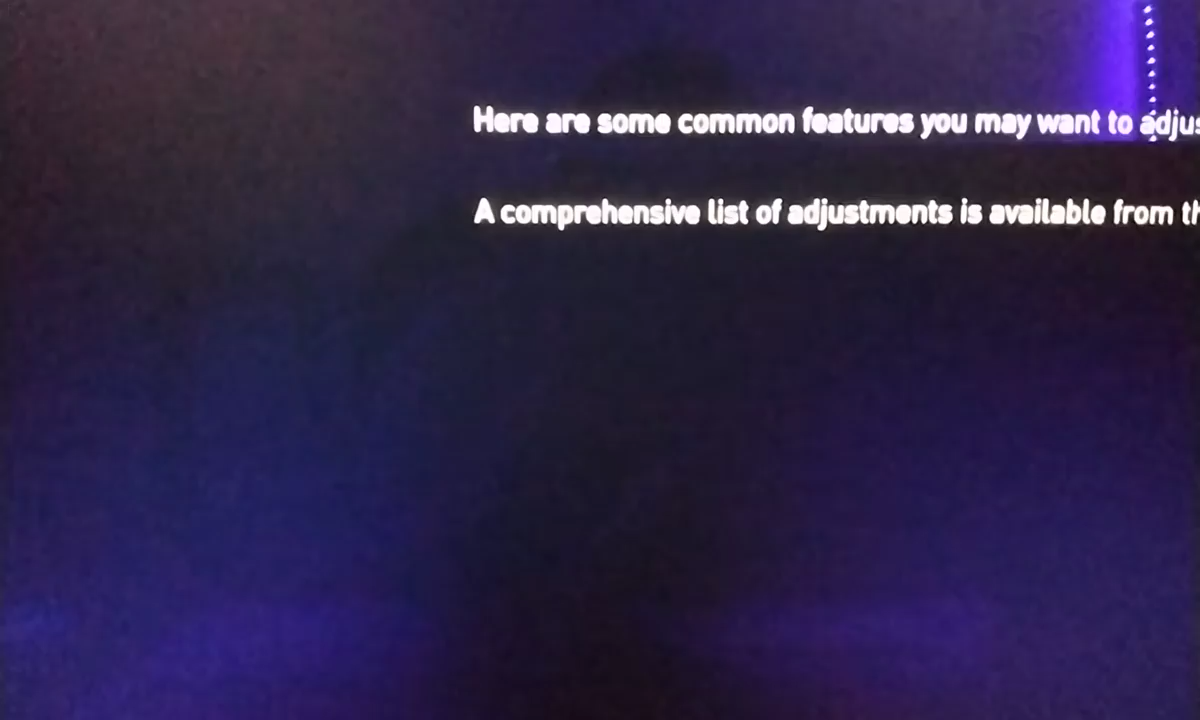 Here are some common features you may want to
A comprehensive list of adjustments is available from